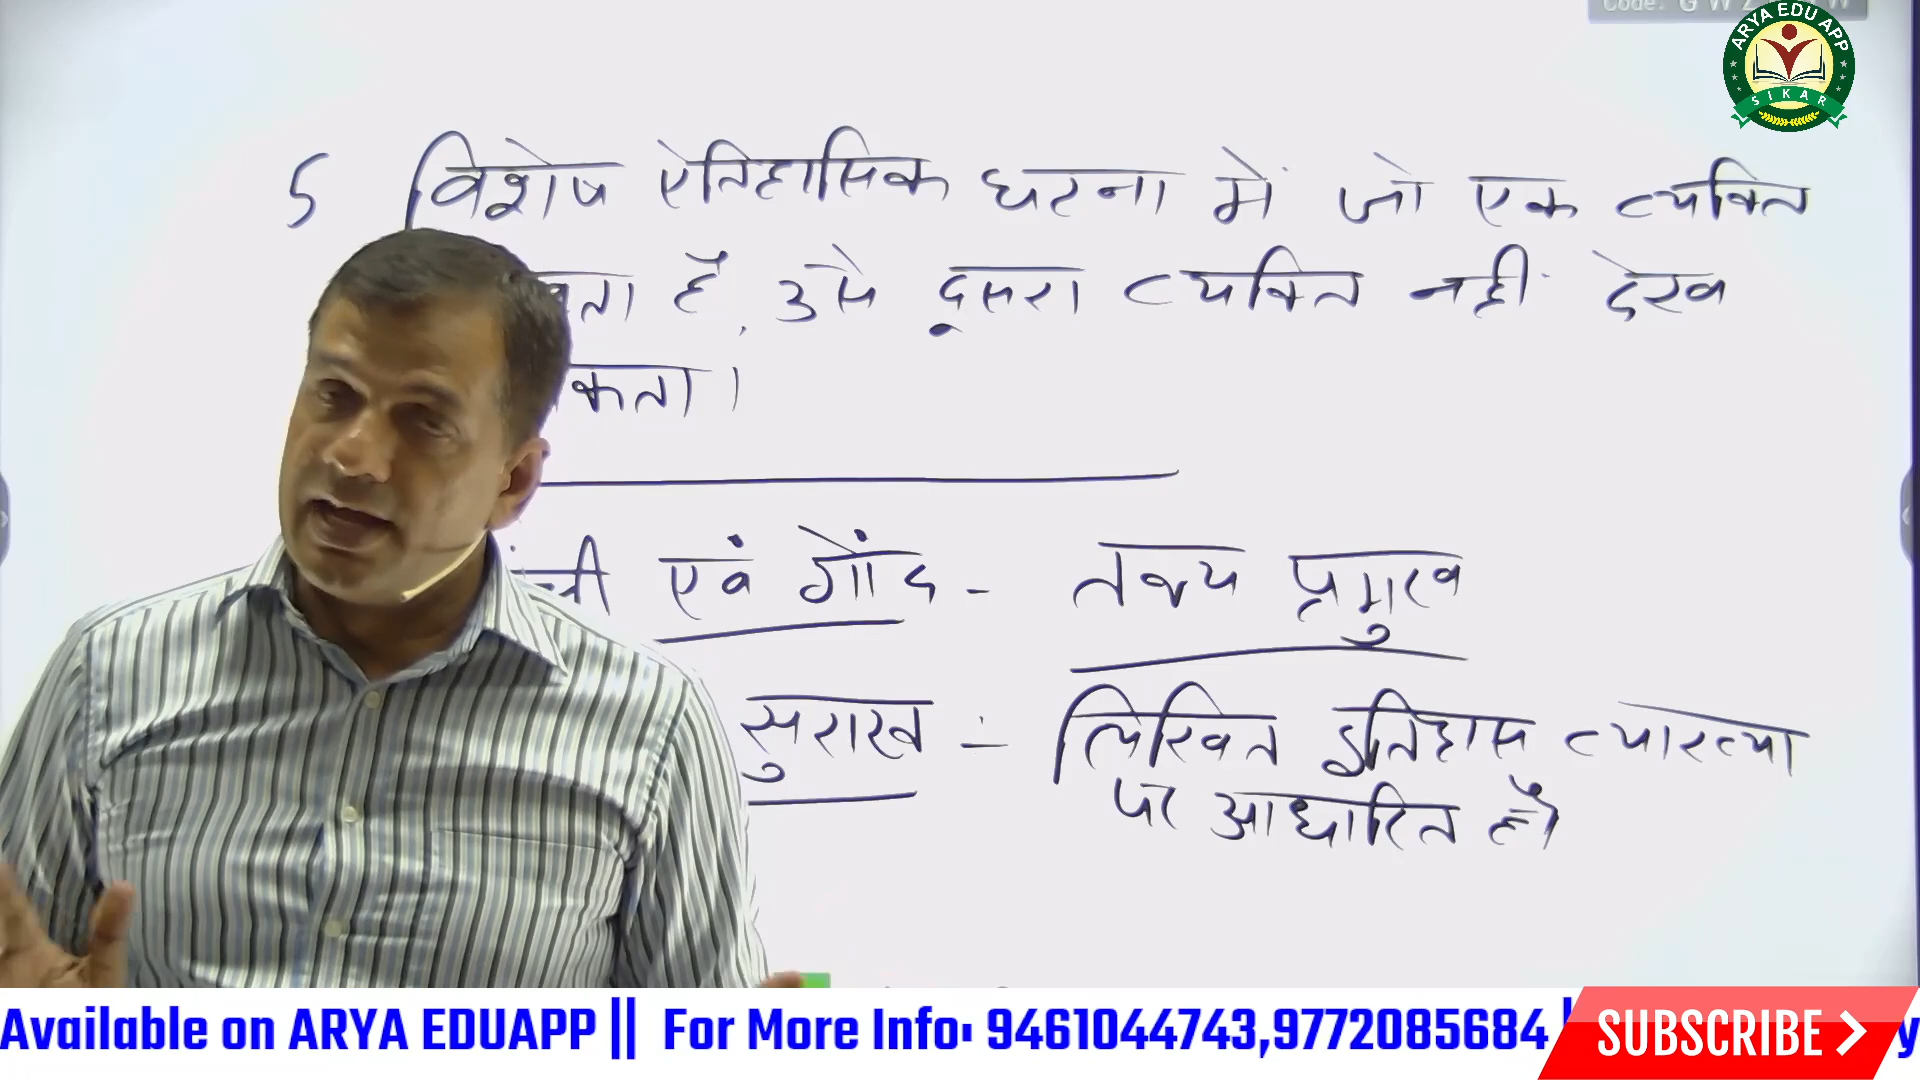 Code: G W Z W
ARYA EDU APP
SIKAR
5 विशेष ऐतिहासिक घटना में जो एक व्यक्ति
है, उसे दूसरा व्यक्ति नहीं देख
कता।
एवं गोंद - तथ्य प्रमुख
सुराख - लिखित इतिहास व्याख्या
पर आधारित है।
Available on ARYA EDUAPP || For More Info: 9461044743,9772085684
SUBSCRIBE